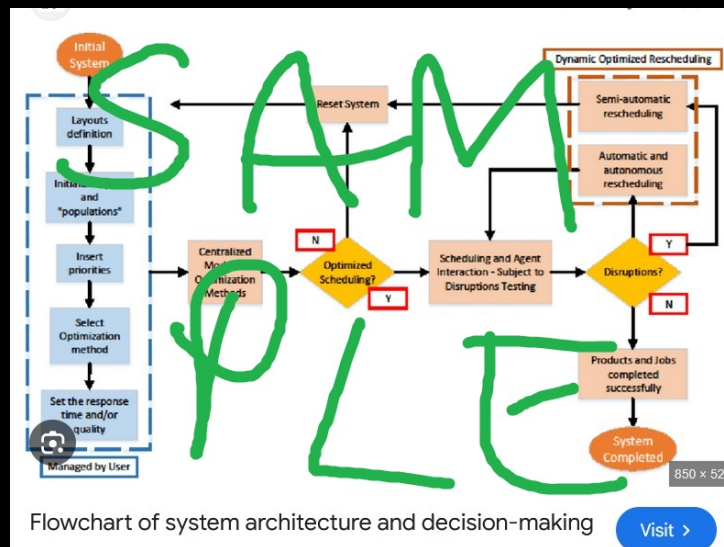 Initial
System
Dynamic Optimized Rescheduling
Layouts
definition
Reset System
Semi-automatic
rescheduling
Automatic and
autonomous
rescheduling
and
"populations"
Insert
priorities
Centralized
Optimization
Methods
N
Optimized
Scheduling?
Y
Scheduling and Agent
Interaction - Subject to
Disruptions Testing
Disruptions?
Y
N
Select
Optimization
method
Products and Jobs
completed
successfully
Set the response
time and/or
quality
System
Completed
Managed by User
SAM
PLE
850 × 52
Flowchart of system architecture and decision-making
Visit >